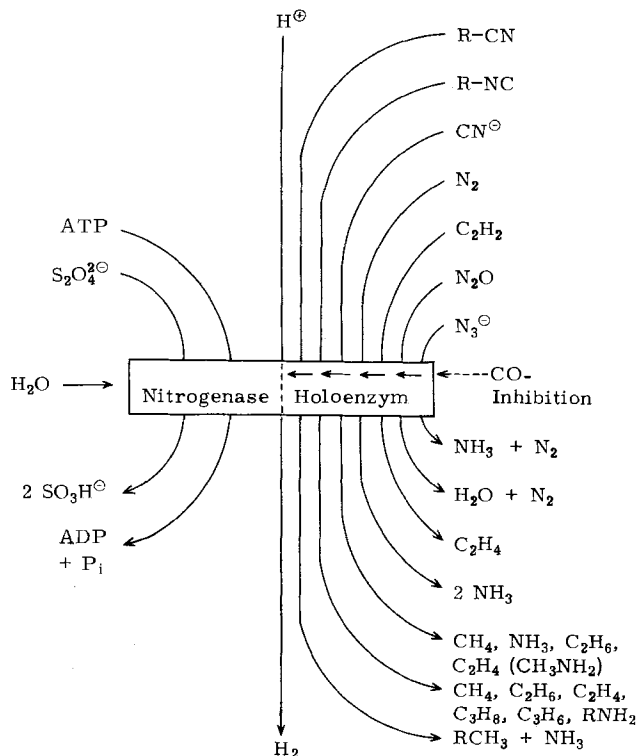 H⊕
R-CN
R-NC
CN⊖
N₂
C₂H₂
N₂O
N₃⊖
ATP
S₂O₄²⊖
H₂O
Nitrogenase Holoenzym
CO-
Inhibition
NH₃ + N₂
H₂O + N₂
C₂H₄
2 NH₃
2 SO₃H⊖
ADP
+ Pᵢ
CH₄, NH₃, C₂H₆,
C₂H₄ (CH₃NH₂)
CH₄, C₂H₆, C₂H₄,
C₃H₈, C₃H₆, RNH₂
RCH₃ + NH₃
H₂